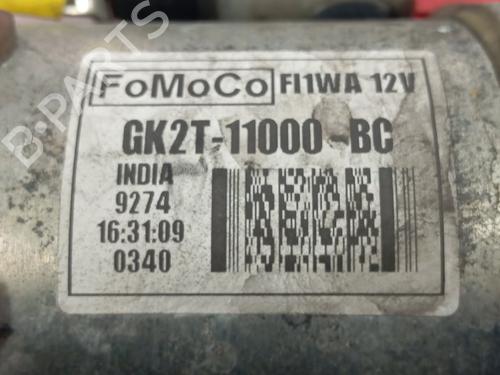 FoMoCo FI1WA 12V
GK2T-11000-BC
INDIA
9274
16:31:09
0340
B-PARTS